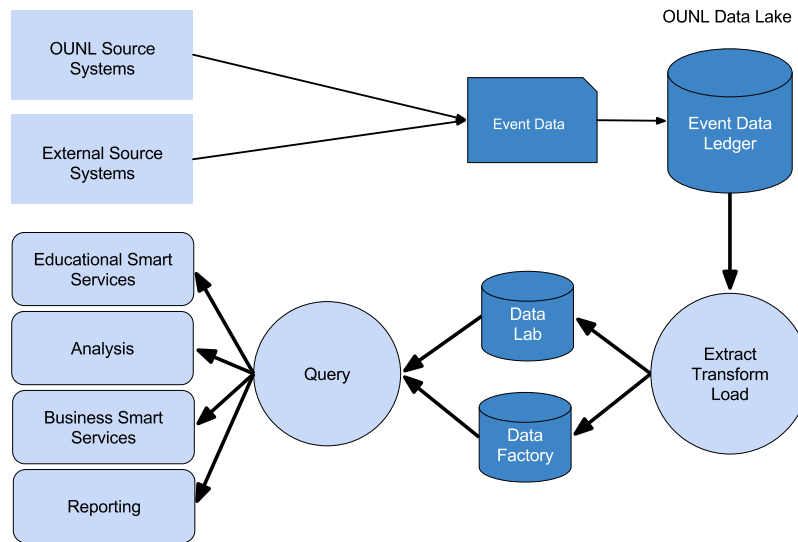 OUNL Data Lake
OUNL Source
Systems
External Source
Systems
Event Data
Event Data
Ledger
Educational Smart
Services
Analysis
Business Smart
Services
Reporting
Query
Data
Lab
Data
Factory
Extract
Transform
Load